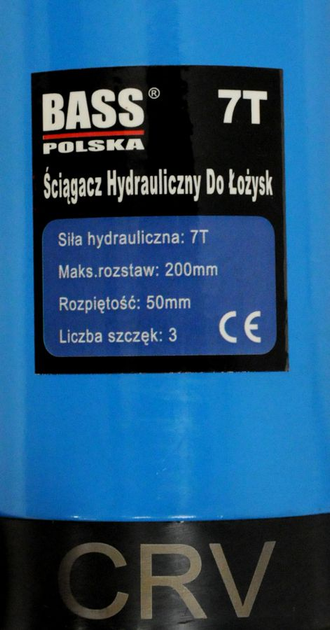 BASS® 7T
POLSKA
Ściągacz Hydrauliczny Do Łożysk
Siła hydrauliczna: 7T
Maks.rozstaw: 200mm
Rozpiętość: 50mm
Liczba szczęk: 3 CE
CRV